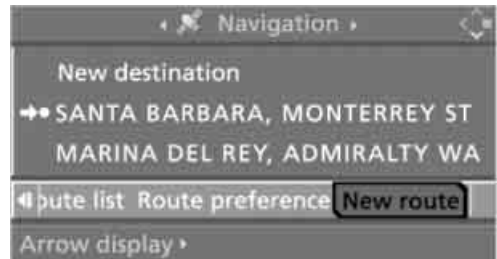 Navigation
New destination
SANTA BARBARA, MONTERREY ST
MARINA DEL REY, ADMIRALTY WA
oute list Route preference New route
Arrow display